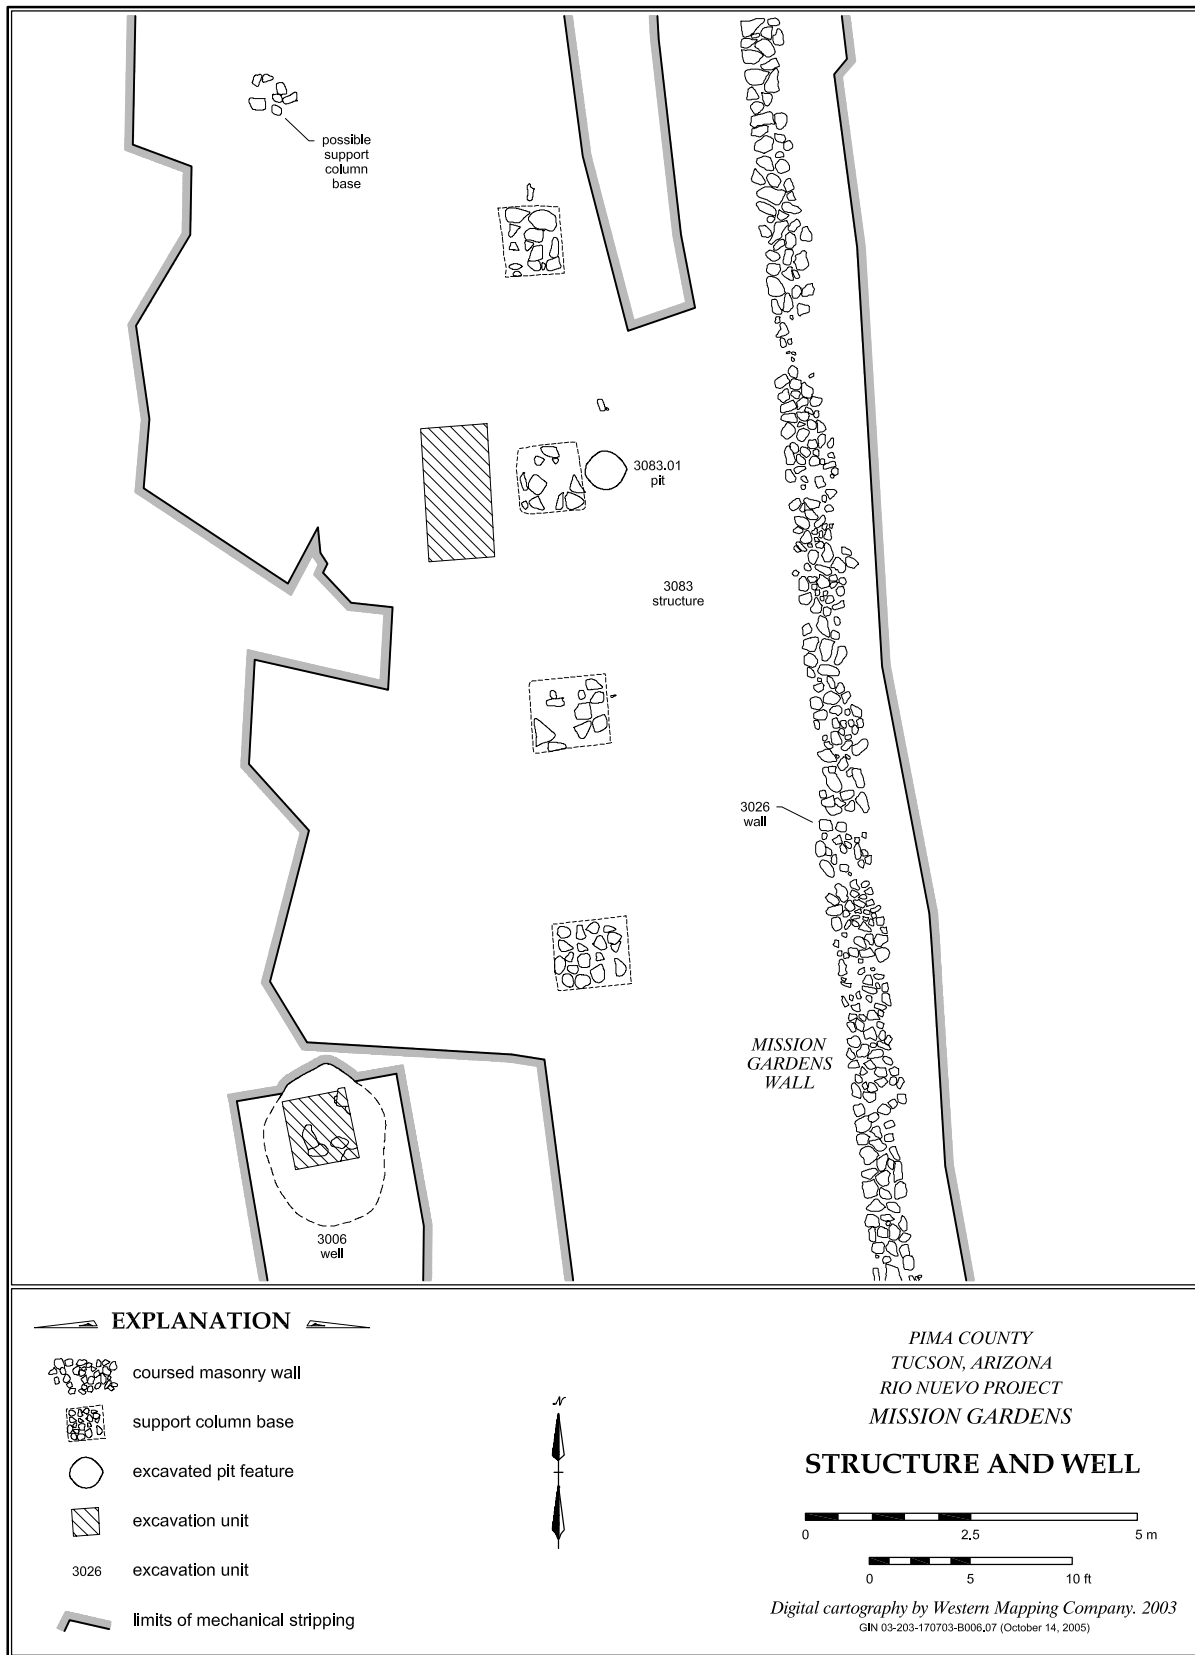 possible
support
column
base
3083.01
pit
3083
structure
3026
wall
MISSION
GARDENS
WALL
3006
well
EXPLANATION
coursed masonry wall
support column base
excavated pit feature
excavation unit
3026 excavation unit
limits of mechanical stripping
N
PIMA COUNTY
TUCSON, ARIZONA
RIO NUEVO PROJECT
MISSION GARDENS
STRUCTURE AND WELL
0 2.5 5 m
0 5 10 ft
Digital cartography by Western Mapping Company. 2003
GIN 03-203-170703-B006.07 (October 14, 2005)